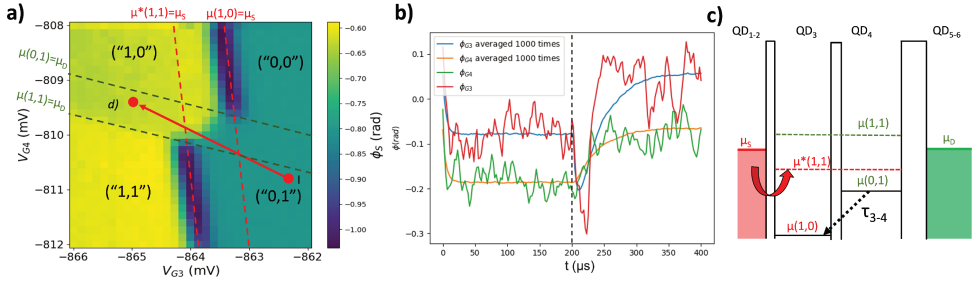 a)
μ*(1,1)=μS
μ(1,0)=μS
−808
−809
−810
−811
−812
VG4 (mV)
μ(0,1)=μD
μ(1,1)=μD
("1,0")
("0,0")
d)
I
("1,1")
("0,1")
−866
−865
−864
−863
−862
VG3 (mV)
−0.60
−0.65
−0.70
−0.75
−0.80
−0.85
−0.90
−0.95
−1.00
ϕS (rad)
b)
ϕG3 averaged 1000 times
ϕG4 averaged 1000 times
ϕG4
ϕG3
0.1
0.0
−0.1
−0.2
−0.3
ϕ(rad)
0
50
100
150
200
250
300
350
400
t (μs)
c)
QD1-2
QD3
QD4
QD5-6
μ(1,1)
μS
μD
μ*(1,1)
μ(0,1)
τ3-4
μ(1,0)